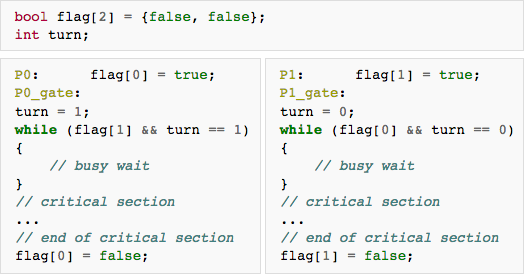 bool flag[2] = {false, false};
int turn;
P0:      flag[0] = true;
P0_gate:
turn = 1;
while (flag[1] && turn == 1)
{
    // busy wait
}
// critical section
...
// end of critical section
flag[0] = false;
P1:      flag[1] = true;
P1_gate:
turn = 0;
while (flag[0] && turn == 0)
{
    // busy wait
}
// critical section
...
// end of critical section
flag[1] = false;